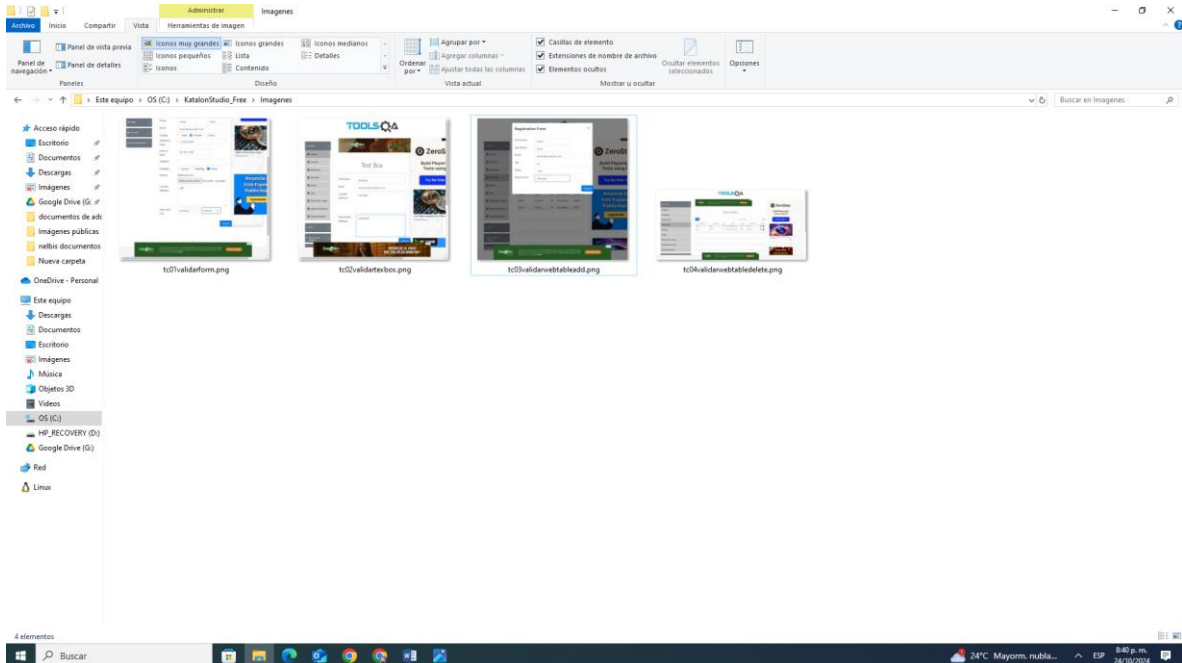 Administrar
Imagenes
Archivo Inicio Compartir Vista Herramientas de imagen
Panel de navegación
Panel de vista previa
Panel de detalles
Paneles
Iconos muy grandes Iconos grandes Iconos medianos
Iconos pequeños Lista Detalles
Iconos Contenido
Diseño
Ordenar por
Agrupar por
Agregar columnas
Ajustar todas las columnas
Vista actual
Casillas de elemento
Extensiones de nombre de archivo
Elementos ocultos
Ocultar elementos seleccionados
Mostrar u ocultar
Opciones
Este equipo > OS (C:) > KatalonStudio_Free > Imagenes
Buscar en Imagenes
Acceso rápido
Escritorio
Documentos
Descargas
Imágenes
Google Drive (G:
documentos de adc
Imágenes públicas
nelbis documentos
Nueva carpeta
OneDrive - Personal
Este equipo
Descargas
Documentos
Escritorio
Imágenes
Música
Objetos 3D
Videos
OS (C:)
HP_RECOVERY (D:)
Google Drive (G:)
Red
Linux
TOOLSQA
Text Box
Registration Form
TOOLSQA
tc01validarform.png
tc02validartexbox.png
tc03validarwebtableadd.png
tc04validarwebtabledelete.png
4 elementos
Buscar
24°C Mayorm. nubla...
ESP
8:40 p. m.
24/10/2024